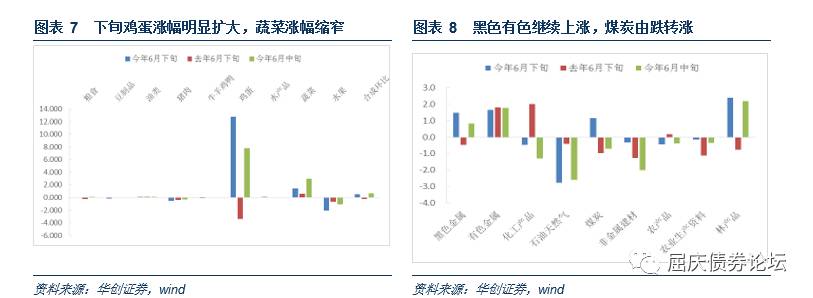 图表 7 下旬鸡蛋涨幅明显扩大，蔬菜涨幅缩窄
今年6月下旬 去年6月下旬 今年6月中旬
粮食 豆制品 油类 猪肉 牛羊鸡鸭 鸡蛋 水产品 蔬菜 水果 合成环比
14.000
12.000
10.000
8.000
6.000
4.000
2.000
0.000
-2.000
-4.000
-6.000
资料来源：华创证券，wind
图表 8 黑色有色继续上涨，煤炭由跌转涨
今年6月下旬 去年6月下旬 今年6月中旬
3.0
2.0
1.0
0.0
-1.0
-2.0
-3.0
-4.0
黑色金属 有色金属 化工产品 石油天然气 煤炭 非金属建材 农产品 农业生产资料 林产品
资料来源：华创证券，wind
屈庆债券论坛